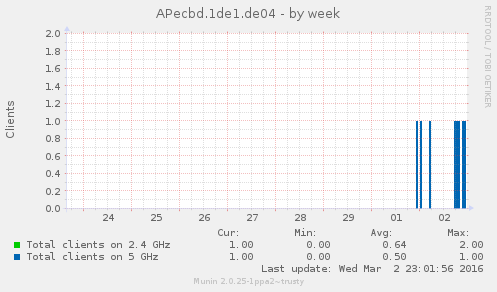 APecbd.1de1.de04 - by week
RRDTOOL / TOBI OETIKER
Clients
2.0
1.8
1.6
1.4
1.2
1.0
0.8
0.6
0.4
0.2
0.0
24 25 26 27 28 29 01 02
Cur: Min: Avg: Max:
Total clients on 2.4 GHz 1.00 0.00 0.64 2.00
Total clients on 5 GHz 1.00 0.00 0.50 1.00
Last update: Wed Mar 2 23:01:56 2016
Munin 2.0.25-1ppa2~trusty